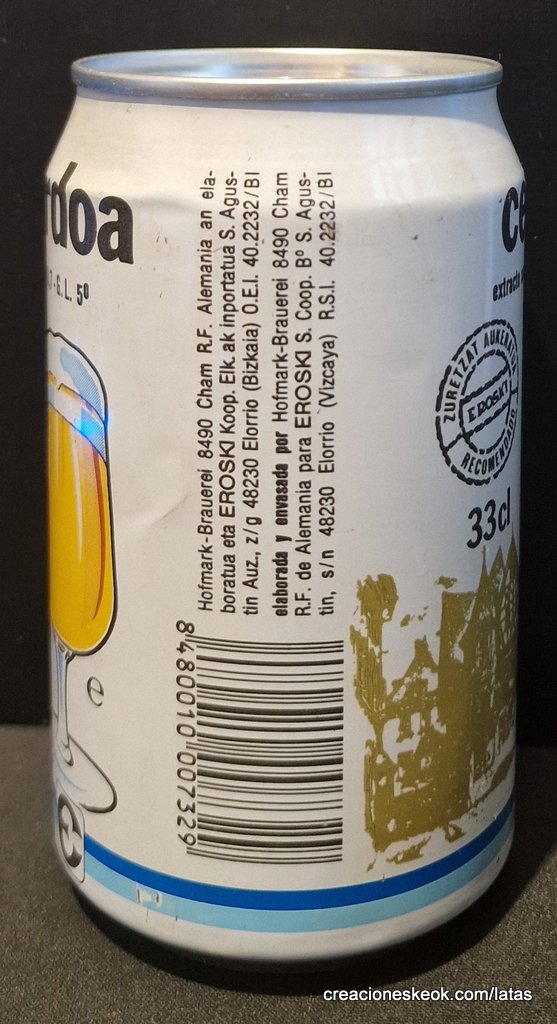 rdoa
G.L. 5º
Hofmark-Brauerei 8490 Cham R.F. Alemania an ela-
boratua eta EROSKI Koop. Elk. ak inportatua S. Agus-
tin Auz., z/g 48230 Elorrio (Bizkaia) O.E.I. 40.2232/BI
elaborada y envasada por Hofmark-Brauerei 8490 Cham
R.F. de Alemania para EROSKI S. Coop. Bº S. Agus-
tin, s/n 48230 Elorrio (Vizcaya) R.S.I. 40.2232/BI
8480010007329
e
ce
extracto
ZURETZAT AUKERATUA
EROSKI
RECOMENDADO
33cl
creacioneskeok.com/latas